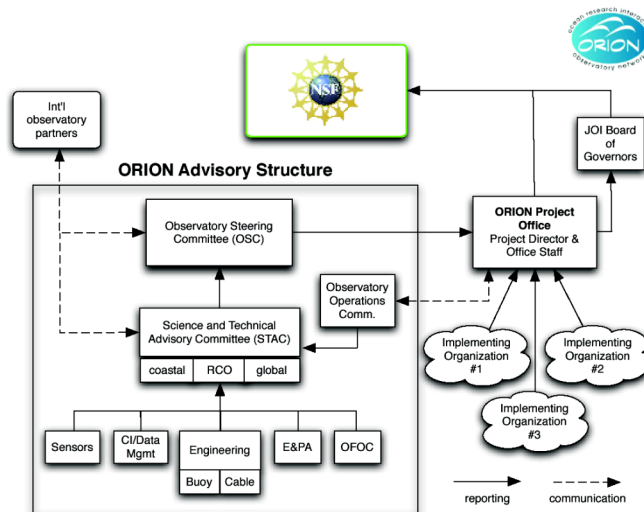 ocean research interac
ORION
observatory network
NSF
Int'l
observatory
partners
JOI Board
of
Governors
ORION Advisory Structure
Observatory Steering
Committee (OSC)
ORION Project
Office
Project Director &
Office Staff
Observatory
Operations
Comm.
Science and Technical
Advisory Committee (STAC)
coastal
RCO
global
Implementing
Organization
#1
Implementing
Organization
#2
Implementing
Organization
#3
Sensors
CI/Data
Mgmt
Engineering
Buoy
Cable
E&PA
OFOC
reporting
communication